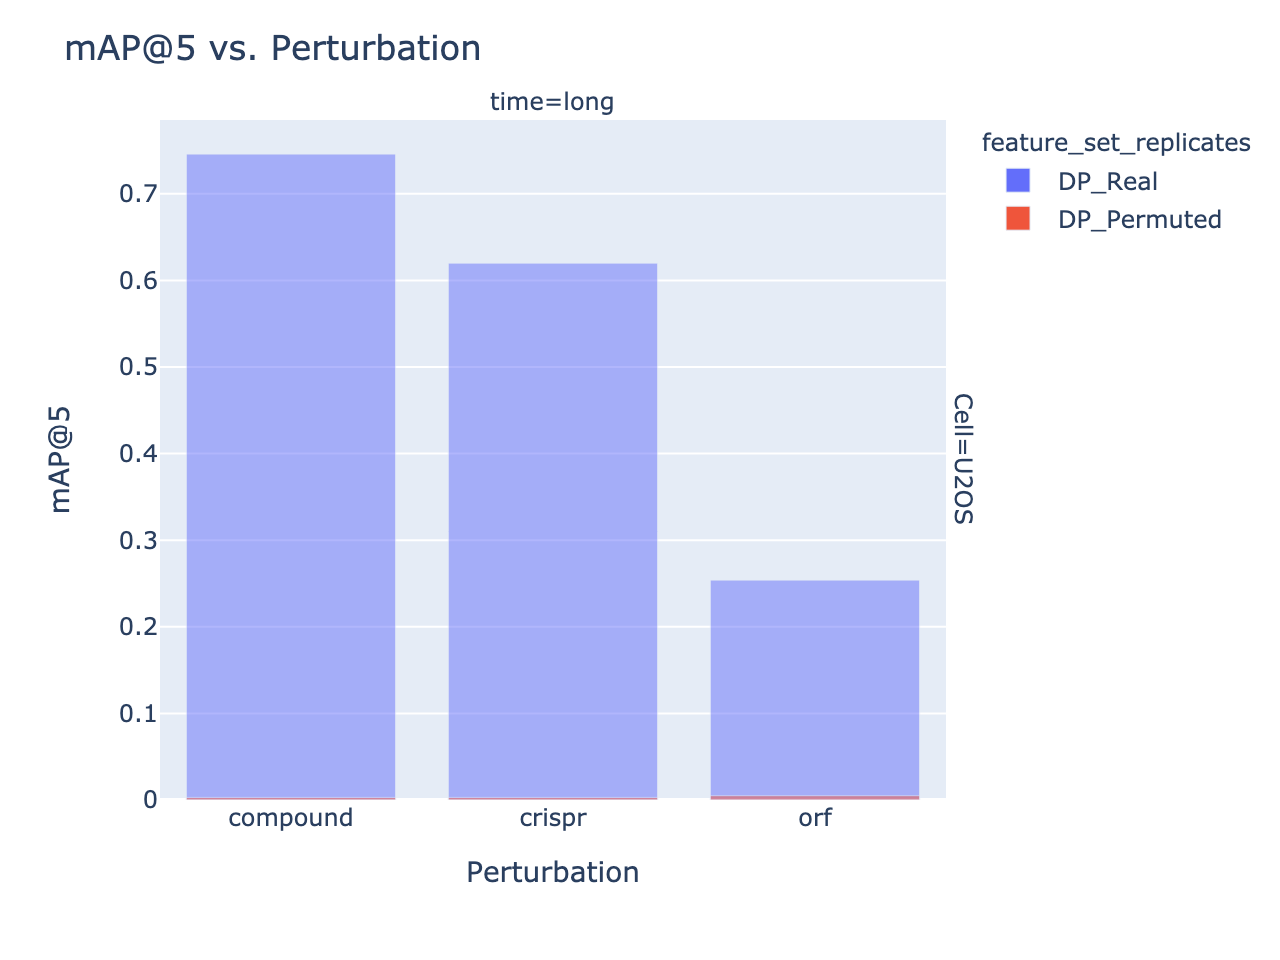 mAP@5 vs. Perturbation
time=long
feature_set_replicates
DP_Real
DP_Permuted
0.7
0.6
0.5
0.4
0.3
0.2
0.1
0
mAP@5
Cell=U2OS
compound
crispr
orf
Perturbation